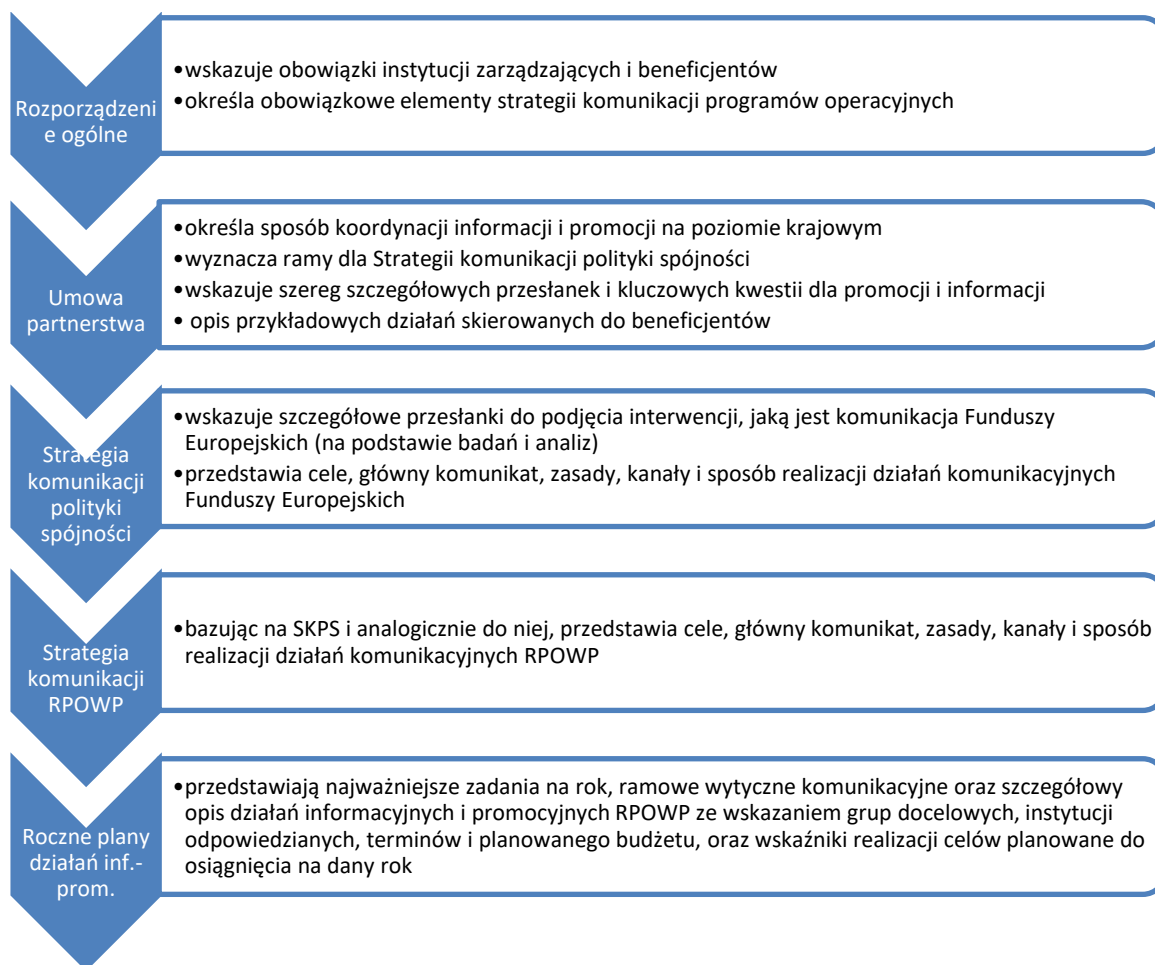 Rozporządzeni
e ogólne
•wskazuje obowiązki instytucji zarządzających i beneficjentów
•określa obowiązkowe elementy strategii komunikacji programów operacyjnych
Umowa
partnerstwa
•określa sposób koordynacji informacji i promocji na poziomie krajowym
•wyznacza ramy dla Strategii komunikacji polityki spójności
•wskazuje szereg szczegółowych przesłanek i kluczowych kwestii dla promocji i informacji
• opis przykładowych działań skierowanych do beneficjentów
Strategia
komunikacji
polityki
spójności
•wskazuje szczegółowe przesłanki do podjęcia interwencji, jaką jest komunikacja Funduszy
Europejskich (na podstawie badań i analiz)
•przedstawia cele, główny komunikat, zasady, kanały i sposób realizacji działań komunikacyjnych
Funduszy Europejskich
Strategia
komunikacji
RPOWP
•bazując na SKPS i analogicznie do niej, przedstawia cele, główny komunikat, zasady, kanały i sposób
realizacji działań komunikacyjnych RPOWP
Roczne plany
działań inf.-
prom.
•przedstawiają najważniejsze zadania na rok, ramowe wytyczne komunikacyjne oraz szczegółowy
opis działań informacyjnych i promocyjnych RPOWP ze wskazaniem grup docelowych, instytucji
odpowiedzianych, terminów i planowanego budżetu, oraz wskaźniki realizacji celów planowane do
osiągnięcia na dany rok